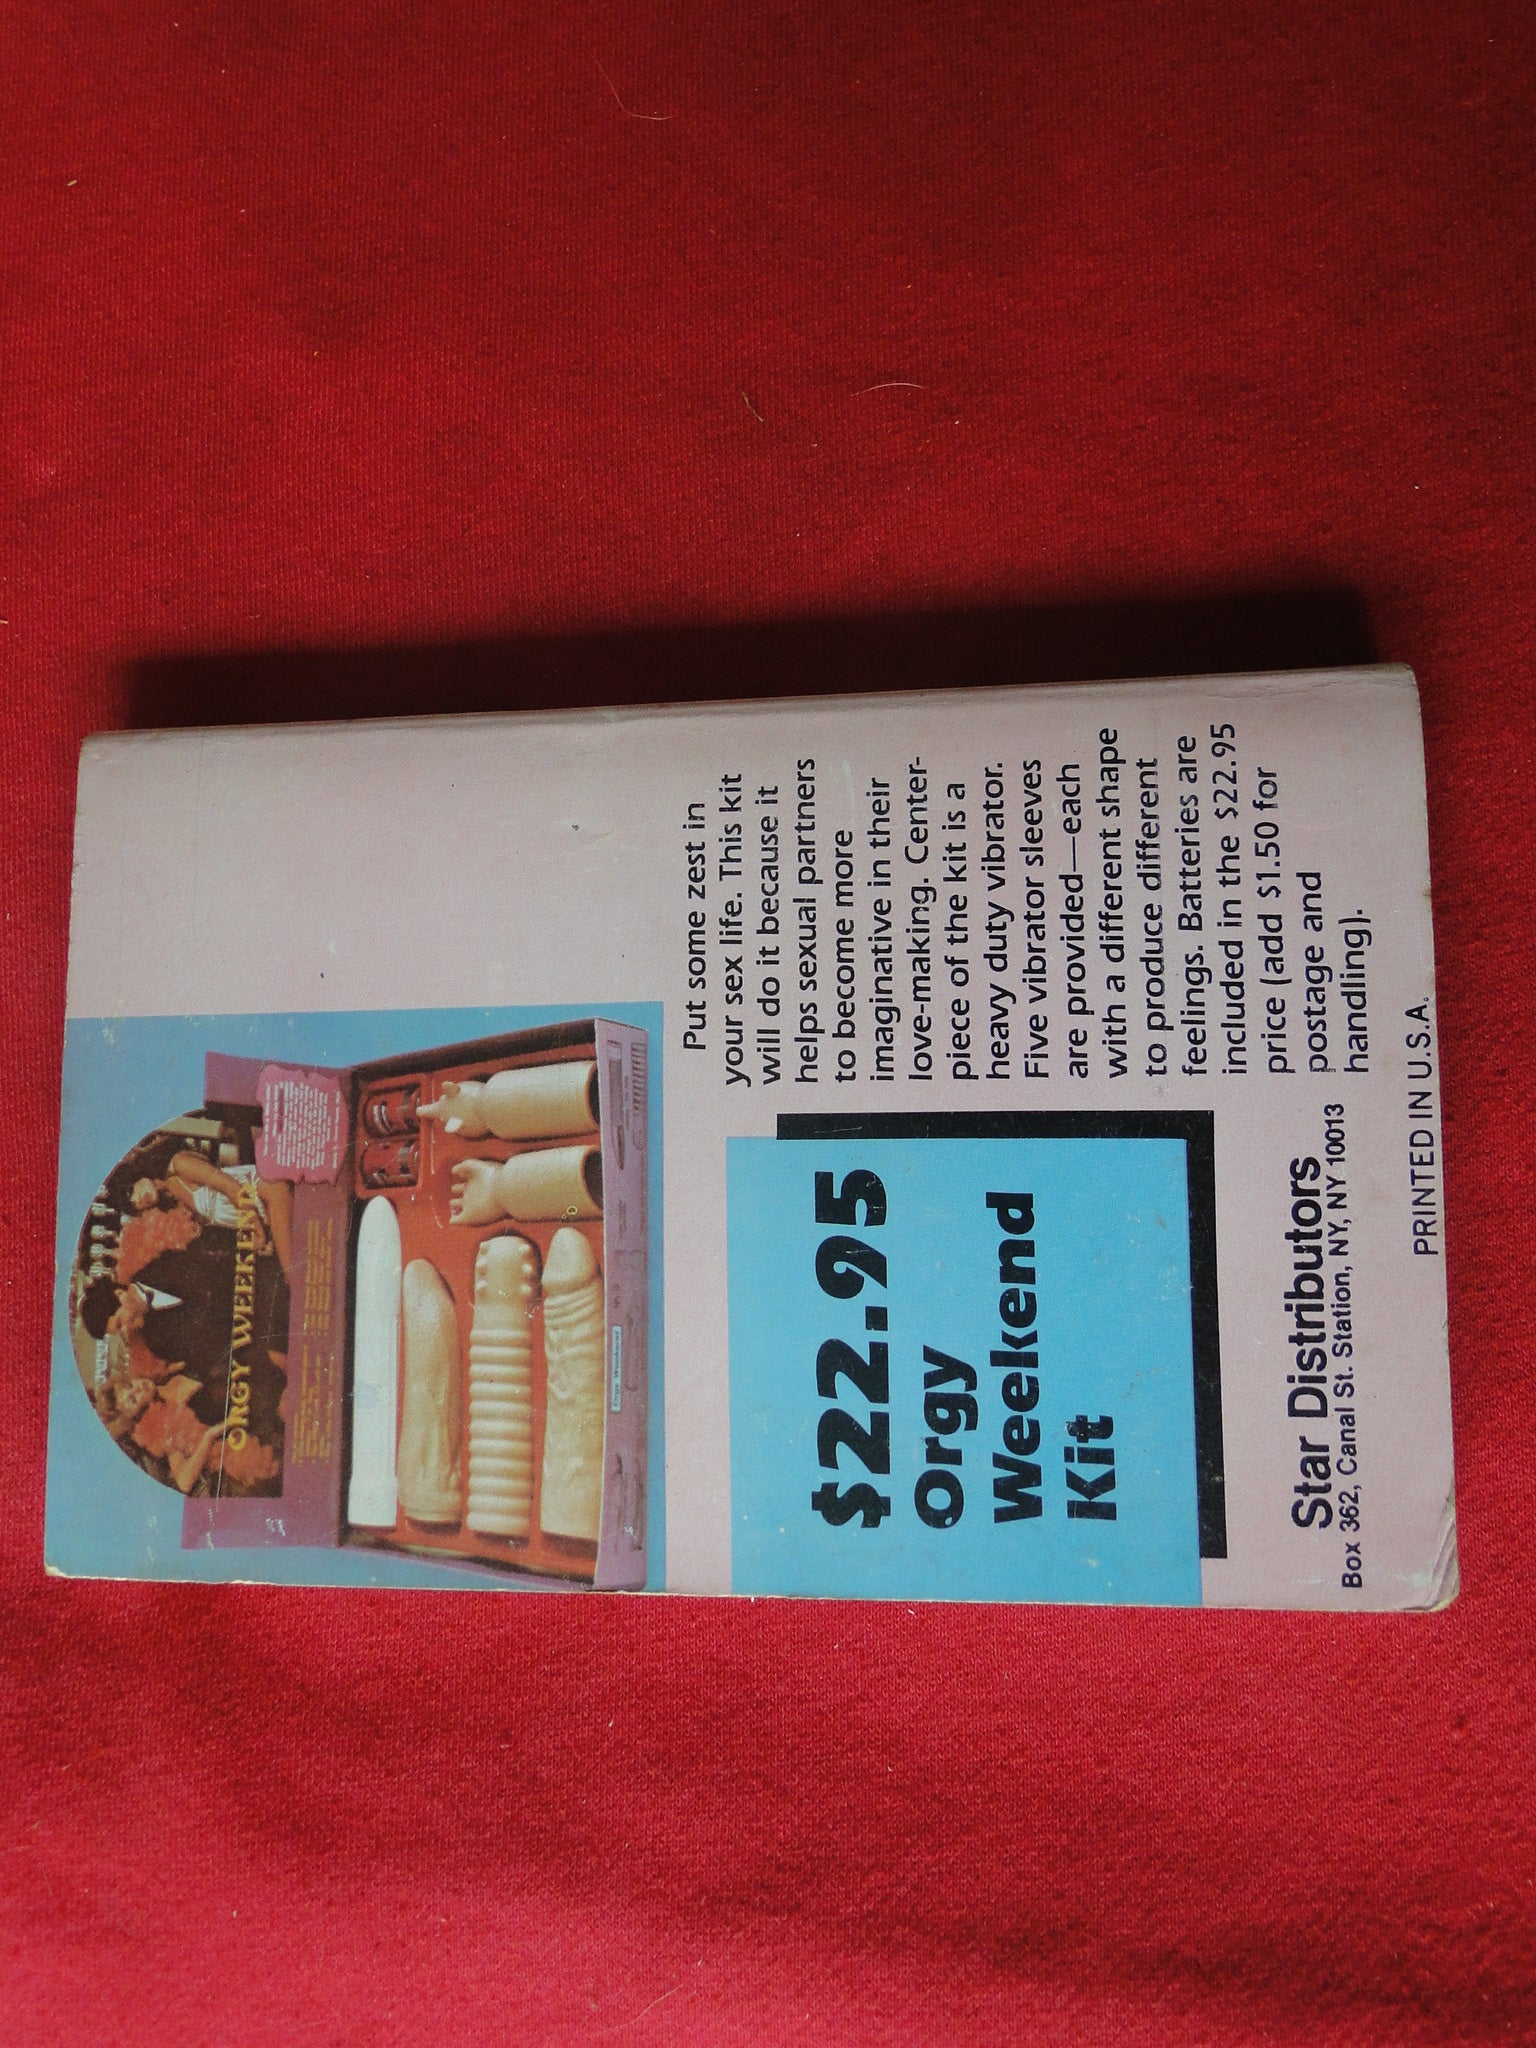 ORGY WEEKEND
Orgy Weekend
Put some zest in
your sex life. This kit
will do it because it
helps sexual partners
to become more
imaginative in their
love-making. Center-
piece of the kit is a
heavy duty vibrator.
Five vibrator sleeves
are provided—each
with a different shape
to produce different
feelings. Batteries are
included in the $22.95
price (add $1.50 for
postage and
handling).
$22.95
Orgy
Weekend
Kit
Star Distributors
Box 362, Canal St. Station, NY, NY 10013
PRINTED IN U.S.A.